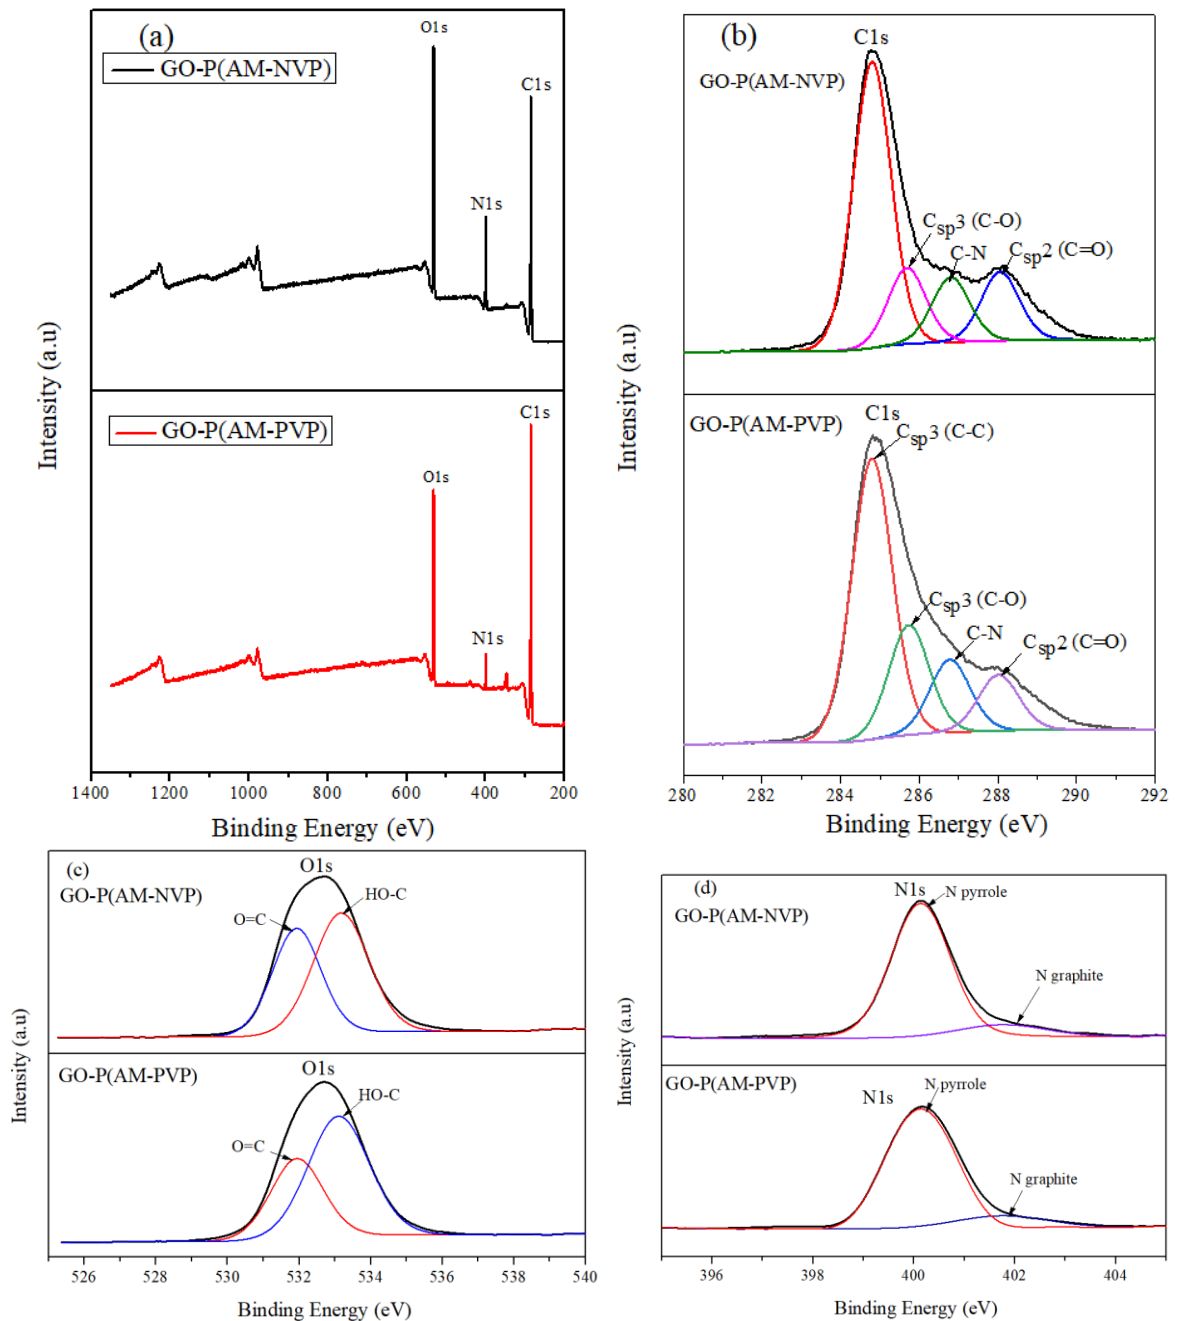 (a)
GO-P(AM-NVP)
O1s
C1s
N1s
GO-P(AM-PVP)
C1s
O1s
N1s
Intensity (a.u)
Intensity (a.u)
1400 1200 1000 800 600 400 200
Binding Energy (eV)
(b)
C1s
GO-P(AM-NVP)
Csp3 (C-O)
C-N
Csp2 (C=O)
C1s
GO-P(AM-PVP)
Csp3 (C-C)
Csp3 (C-O)
C-N
Csp2 (C=O)
Intensity (a.u)
Intensity (a.u)
280 282 284 286 288 290 292
Binding Energy (eV)
(c)
O1s
GO-P(AM-NVP)
HO-C
O=C
GO-P(AM-PVP)
O1s
HO-C
O=C
Intensity (a.u)
Intensity (a.u)
526 528 530 532 534 536 538 540
Binding Energy (eV)
(d)
N1s
N pyrrole
GO-P(AM-NVP)
N graphite
GO-P(AM-PVP)
N pyrrole
N1s
N graphite
Intensity (a.u)
Intensity (a.u)
396 398 400 402 404
Binding Energy (eV)